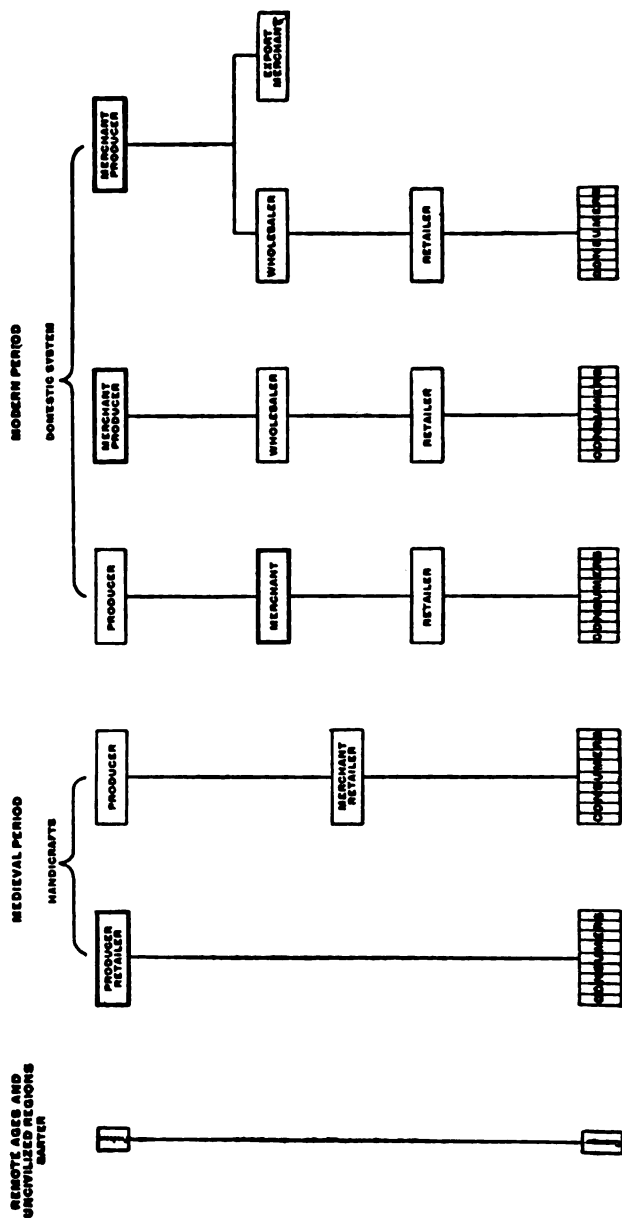 REMOTE AGES AND
UNCIVILIZED REGIONS
BARTER
MEDIEVAL PERIOD
HANDICRAFTS
MODERN PERIOD
DOMESTIC SYSTEM
PRODUCER
RETAILER
PRODUCER
PRODUCER
MERCHANT
PRODUCER
MERCHANT
PRODUCER
MERCHANT
WHOLESALER
WHOLESALER
EXPORT
MERCHANT
MERCHANT
RETAILER
RETAILER
RETAILER
RETAILER
CONSUMERS
CONSUMERS
CONSUMERS
CONSUMERS
CONSUMERS